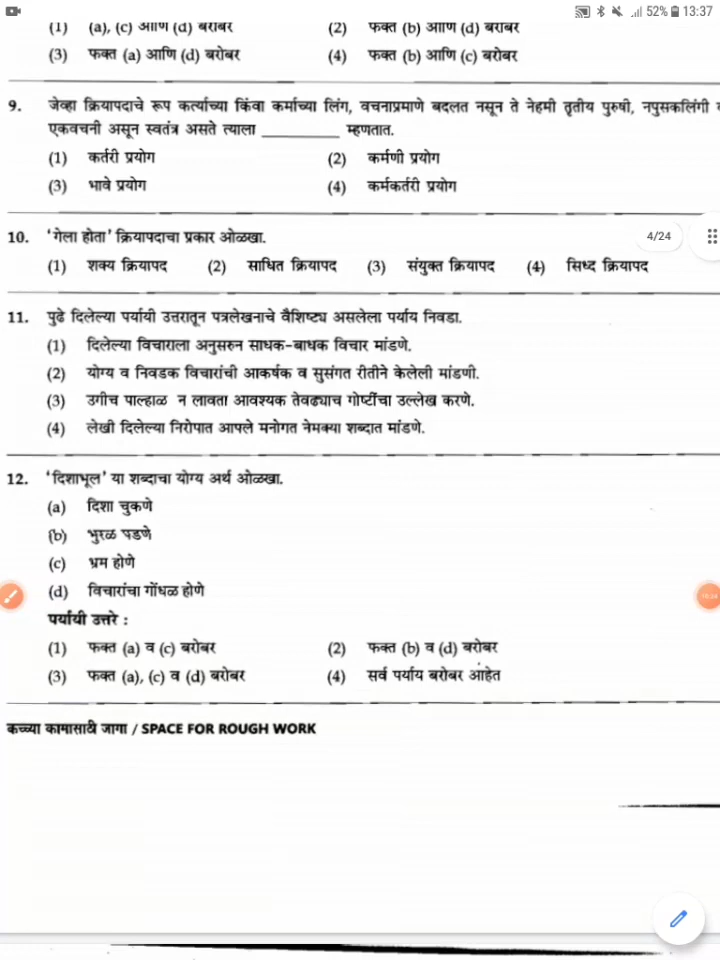 52% 13:37
(1) (a), (c) आणि (d) बराबर (2) फक्त (b) आणि (d) बराबर
(3) फक्त (a) आणि (d) बरोबर (4) फक्त (b) आणि (c) बरोबर
9. जेव्हा क्रियापदाचे रूप कर्त्याच्या किंवा कर्माच्या लिंग, वचनाप्रमाणे बदलत नसून ते नेहमी तृतीय पुरुषी, नपुसकलिंगी
एकवचनी असून स्वतंत्र असते त्याला ________ म्हणतात.
(1) कर्तरी प्रयोग (2) कर्मणी प्रयोग
(3) भावे प्रयोग (4) कर्मकर्तरी प्रयोग
10. ‘गेला होता’ क्रियापदाचा प्रकार ओळखा. 4/24
(1) शक्य क्रियापद (2) साधित क्रियापद (3) संयुक्त क्रियापद (4) सिध्द क्रियापद
11. पुढे दिलेल्या पर्यायी उत्तरातून पत्रलेखनाचे वैशिष्ट्य असलेला पर्याय निवडा.
(1) दिलेल्या विचाराला अनुसरुन साधक-बाधक विचार मांडणे.
(2) योग्य व निवडक विचारांची आकर्षक व सुसंगत रीतीने केलेली मांडणी.
(3) उगीच पाल्हाळ न लावता आवश्यक तेवढ्याच गोष्टींचा उल्लेख करणे.
(4) लेखी दिलेल्या निरोपात आपले मनोगत नेमक्या शब्दात मांडणे.
12. ‘दिशाभूल’ या शब्दाचा योग्य अर्थ ओळखा.
(a) दिशा चुकणे
(b) भुरळ पडणे
(c) भ्रम होणे
(d) विचारांचा गोंधळ होणे
पर्यायी उत्तरे :
(1) फक्त (a) व (c) बरोबर (2) फक्त (b) व (d) बरोबर
(3) फक्त (a), (c) व (d) बरोबर (4) सर्व पर्याय बरोबर आहेत
कच्च्या कामासाठी जागा / SPACE FOR ROUGH WORK